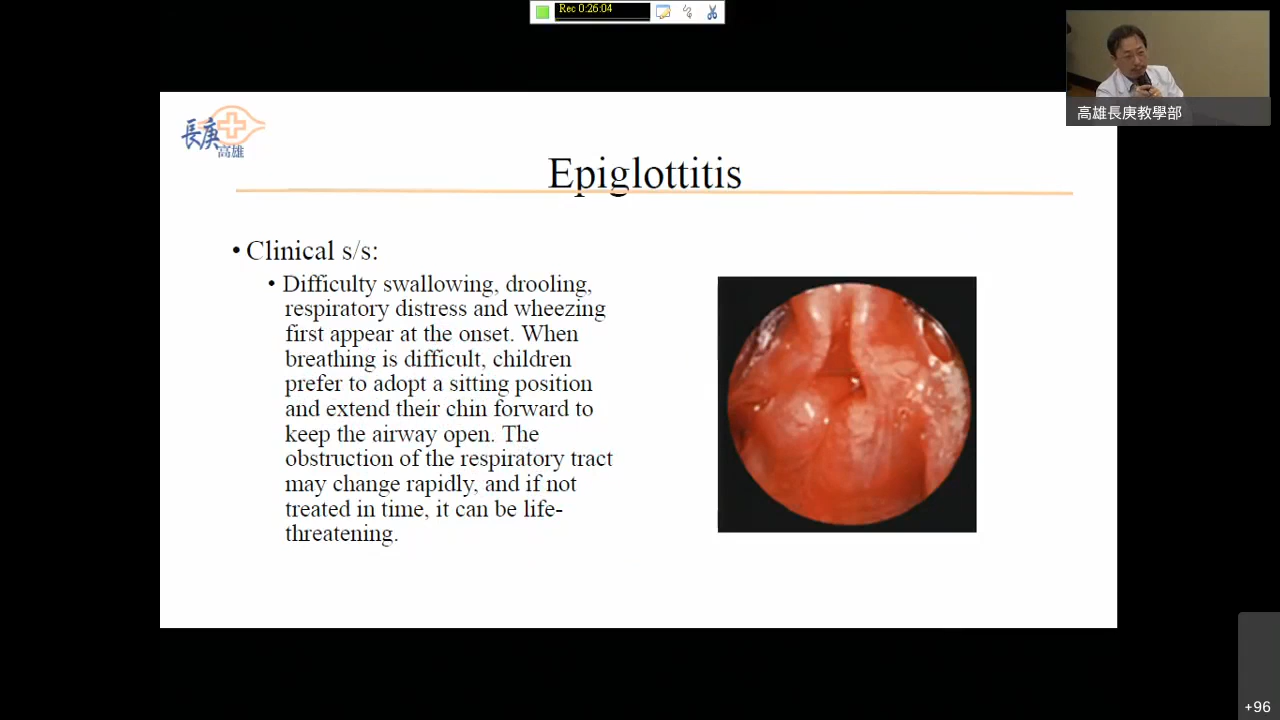 Rec 0:26:04
高雄長庚教學部
長庚
高雄
Epiglottitis
• Clinical s/s:
• Difficulty swallowing, drooling,
respiratory distress and wheezing
first appear at the onset. When
breathing is difficult, children
prefer to adopt a sitting position
and extend their chin forward to
keep the airway open. The
obstruction of the respiratory tract
may change rapidly, and if not
treated in time, it can be life-
threatening.
+96